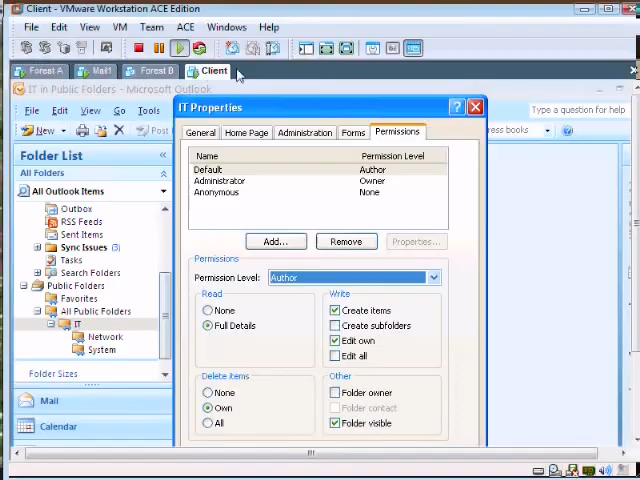 Client - VMware Workstation ACE Edition
File Edit View VM Team ACE Windows Help
Forest A Mail1 Forest B Client
IT in Public Folders - Microsoft Outlook
File Edit View Go Tools
Type a question for help
New Post
ress books
IT Properties
General Home Page Administration Forms Permissions
Name Permission Level:
Default Author
Administrator Owner
Anonymous None
Add... Remove Properties...
Permissions
Permission Level: Author
Read Write
None Create items
Full Details Create subfolders
Edit own
Edit all
Delete items Other
None Folder owner
Own Folder contact
All Folder visible
Folder List
All Folders
All Outlook Items
Outbox
RSS Feeds
Sent Items
Sync Issues (3)
Tasks
Search Folders
Public Folders
Favorites
All Public Folders
IT
Network
System
Folder Sizes
Mail
Calendar